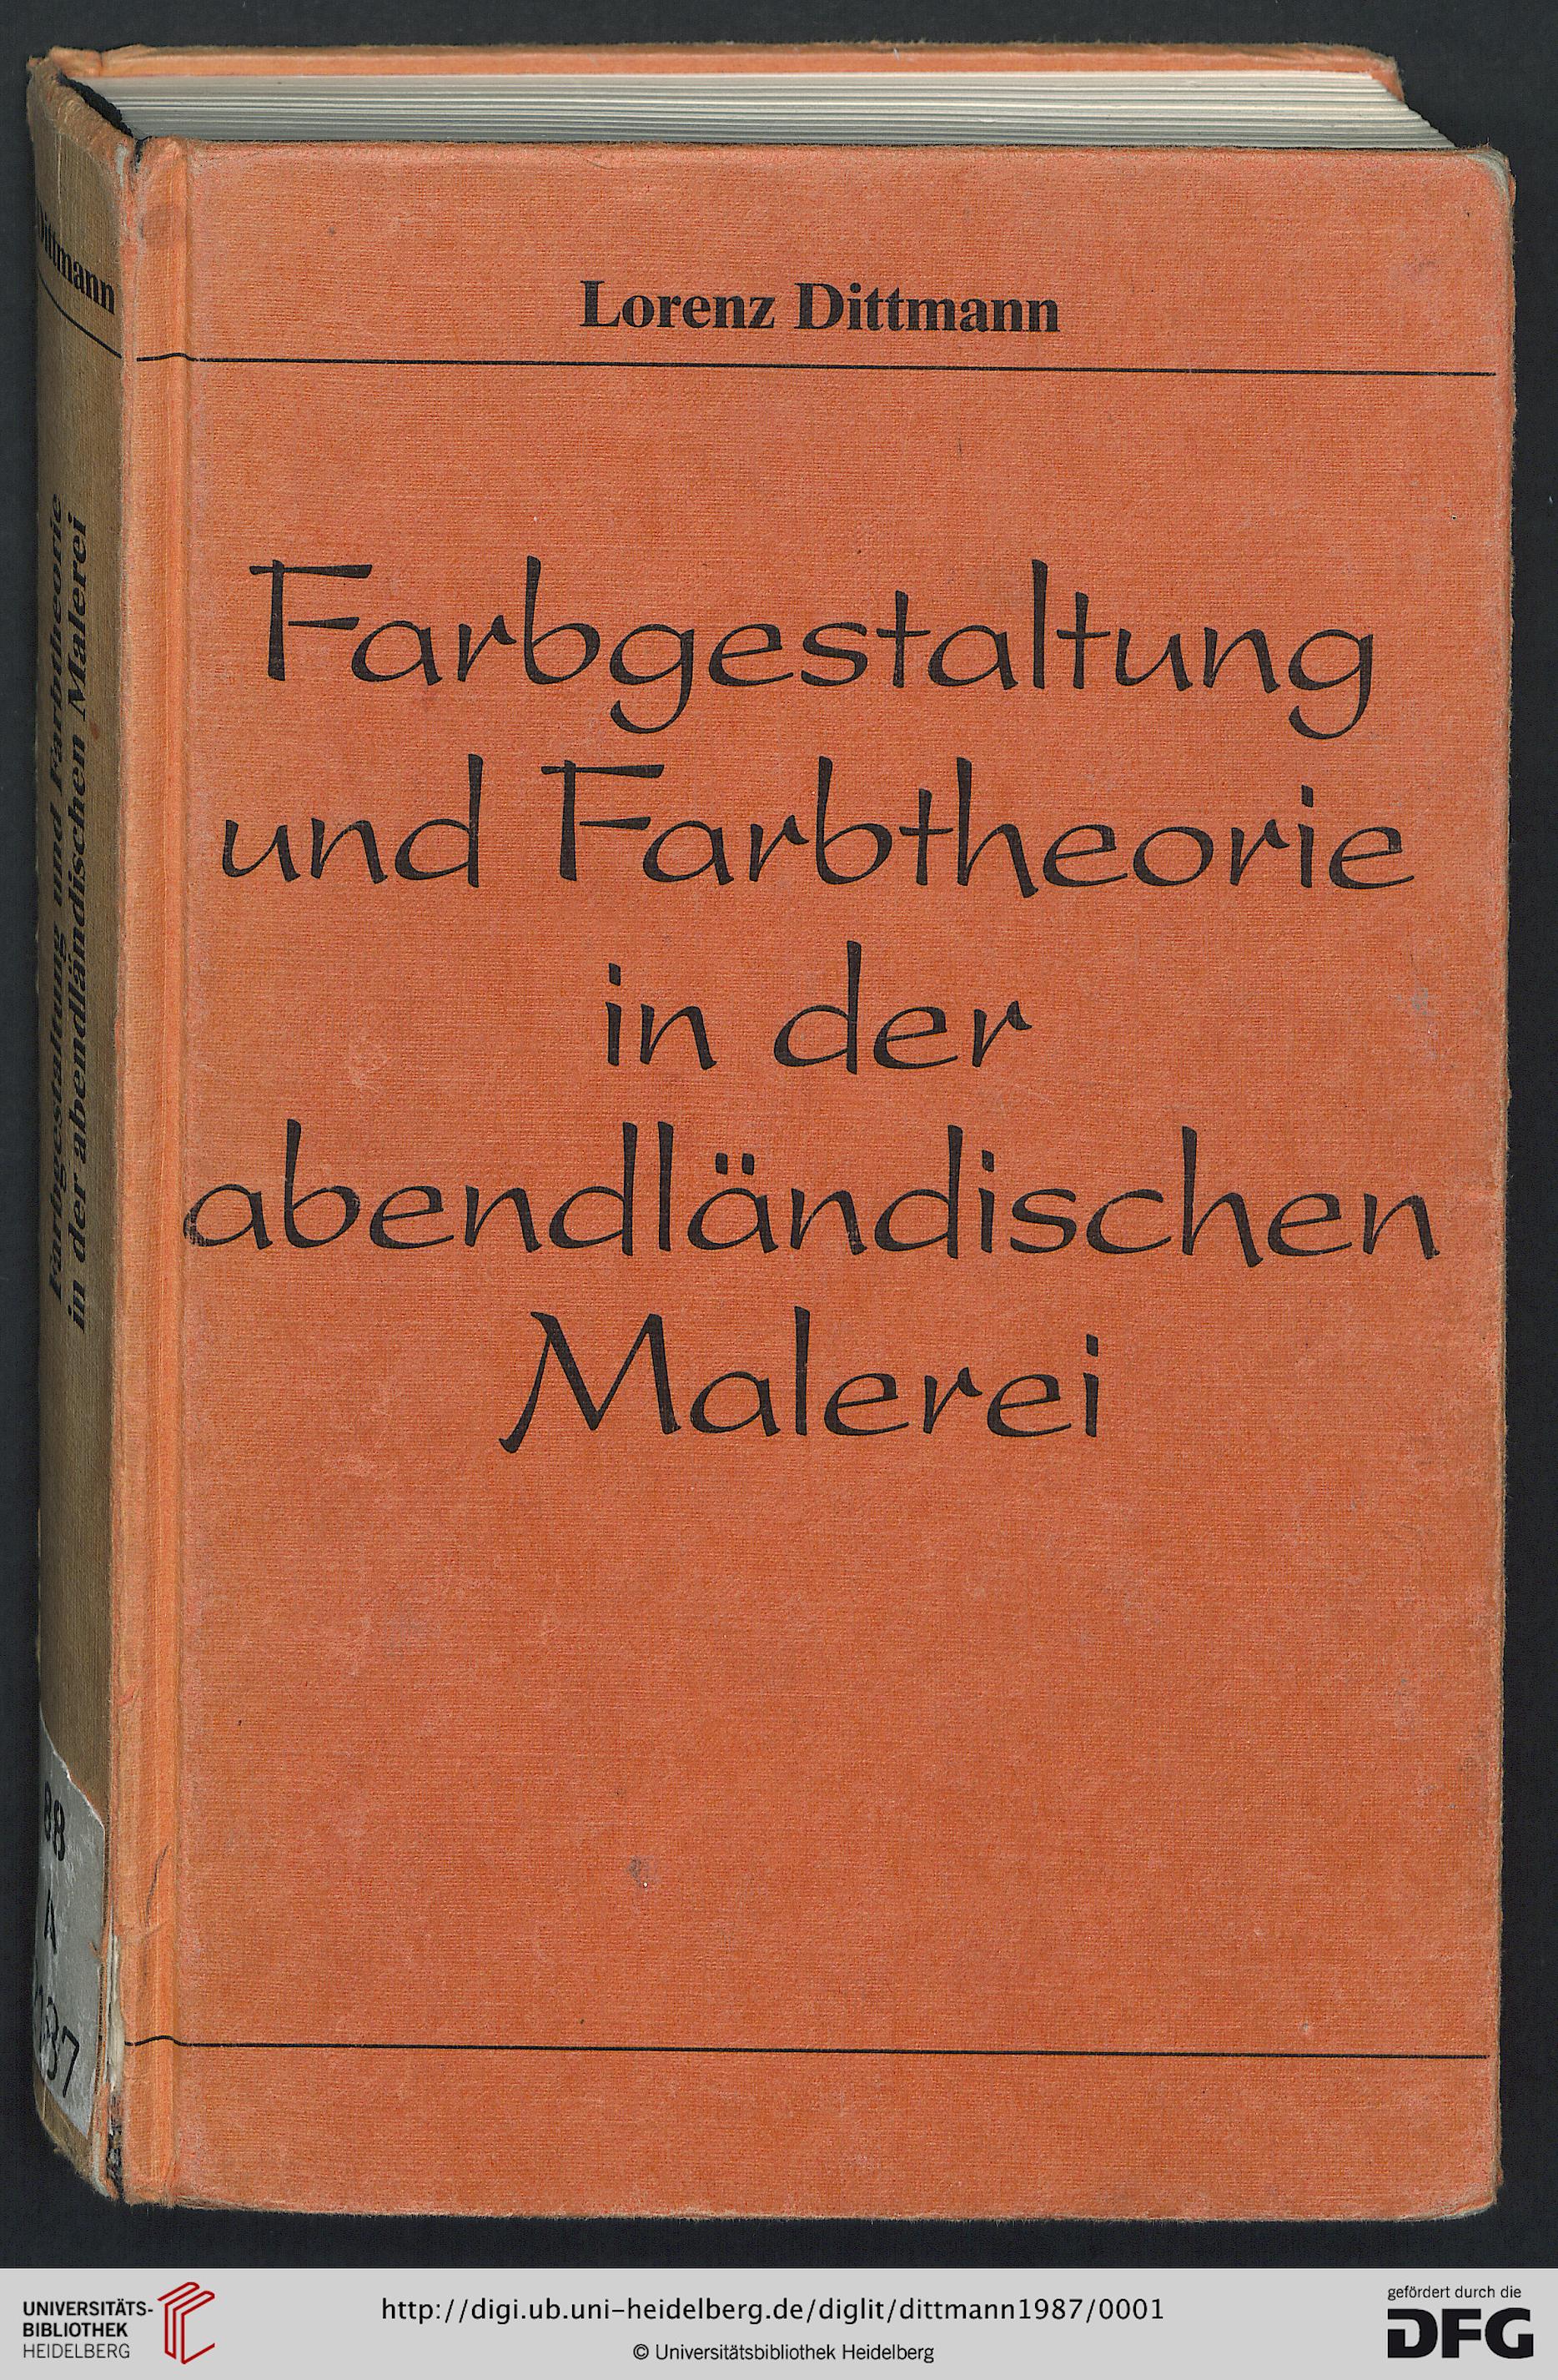 Lorenz Dittmann
Farbgestaltung
und Farbtheorie
in der
abendländischen
Malerei
Dittmann
Farbgestaltung und Farbtheorie
in der abendländischen Malerei
88
A
UNIVERSITÄTS-
BIBLIOTHEK
HEIDELBERG
http://digi.ub.uni-heidelberg.de/diglit/dittmann1987/0001
© Universitätsbibliothek Heidelberg
gefördert durch die
DFG